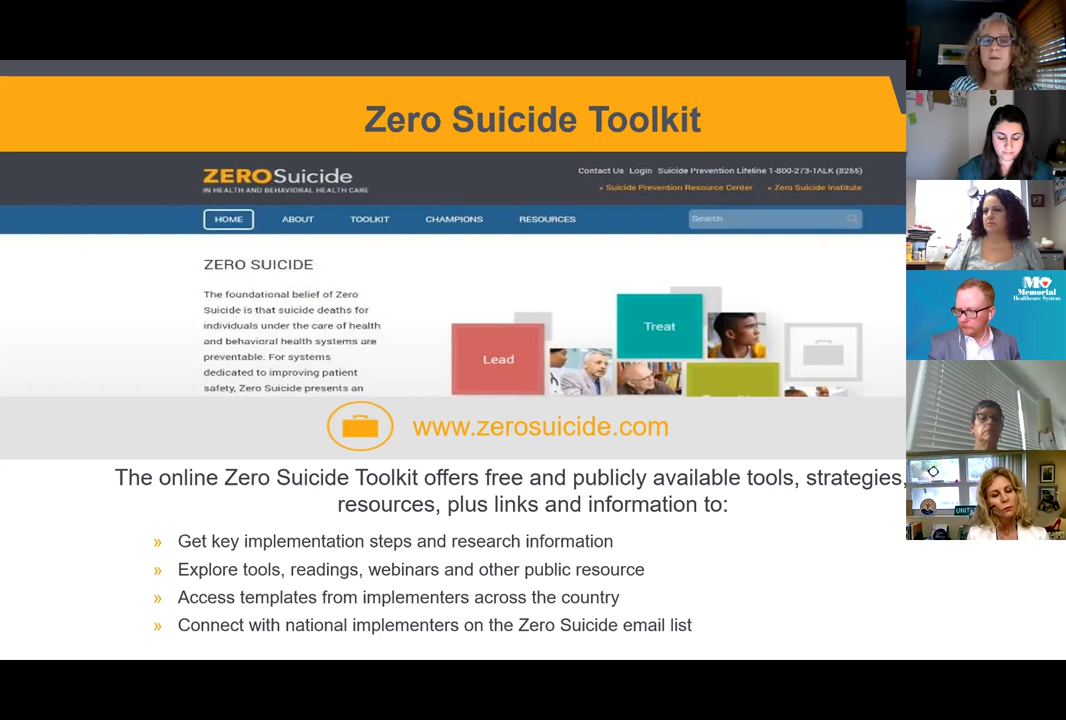 Zero Suicide Toolkit
ZEROSuicide
IN HEALTH AND BEHAVIORAL HEALTH CARE
Contact Us Login Suicide Prevention Lifeline 1-800-273-TALK (8255)
» Suicide Prevention Resource Center » Zero Suicide Institute
HOME ABOUT TOOLKIT CHAMPIONS RESOURCES Search
ZERO SUICIDE
The foundational belief of Zero
Suicide is that suicide deaths for
individuals under the care of health
and behavioral health systems are
preventable. For systems
dedicated to improving patient
safety, Zero Suicide presents an
Lead
Treat
www.zerosuicide.com
The online Zero Suicide Toolkit offers free and publicly available tools, strategies,
resources, plus links and information to:
» Get key implementation steps and research information
» Explore tools, readings, webinars and other public resource
» Access templates from implementers across the country
» Connect with national implementers on the Zero Suicide email list
Memorial
Healthcare System
UNIT